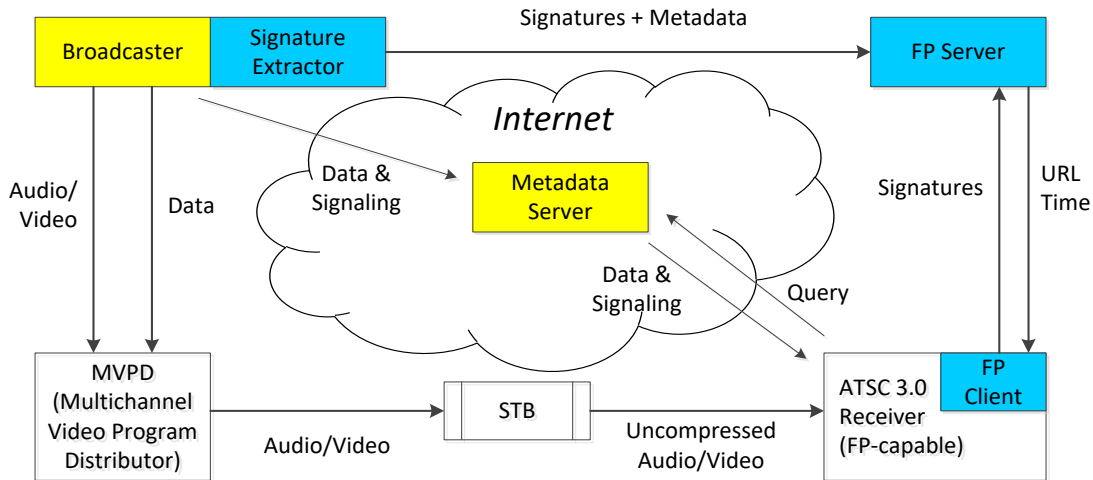 Signatures + Metadata
Broadcaster
Signature
Extractor
FP Server
Internet
Audio/
Video
Data
Data &
Signaling
Metadata
Server
Signatures
URL
Time
Data &
Signaling
Query
MVPD
(Multichannel
Video Program
Distributor)
Audio/Video
STB
Uncompressed
Audio/Video
ATSC 3.0
Receiver
(FP-capable)
FP
Client